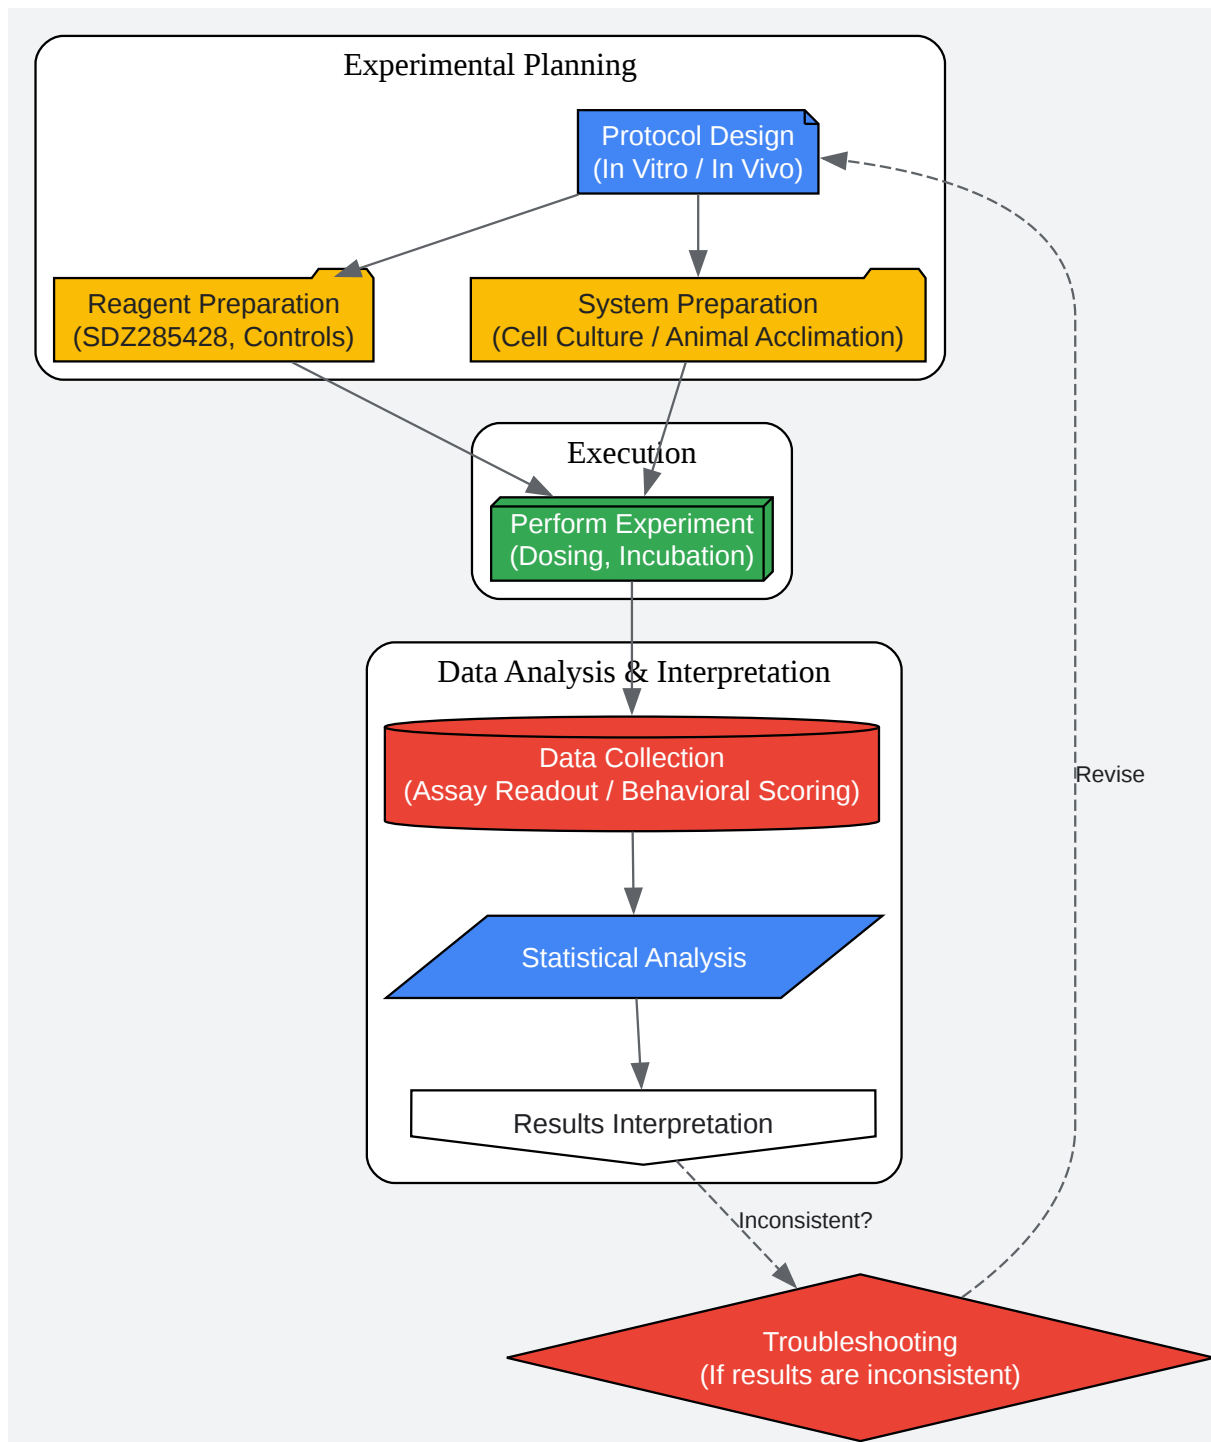 Experimental Planning
Protocol Design
(In Vitro / In Vivo)
Reagent Preparation
(SDZ285428, Controls)
System Preparation
(Cell Culture / Animal Acclimation)
Execution
Perform Experiment
(Dosing, Incubation)
Data Analysis & Interpretation
Data Collection
(Assay Readout / Behavioral Scoring)
Revise
Statistical Analysis
Results Interpretation
Inconsistent?
Troubleshooting
(If results are inconsistent)